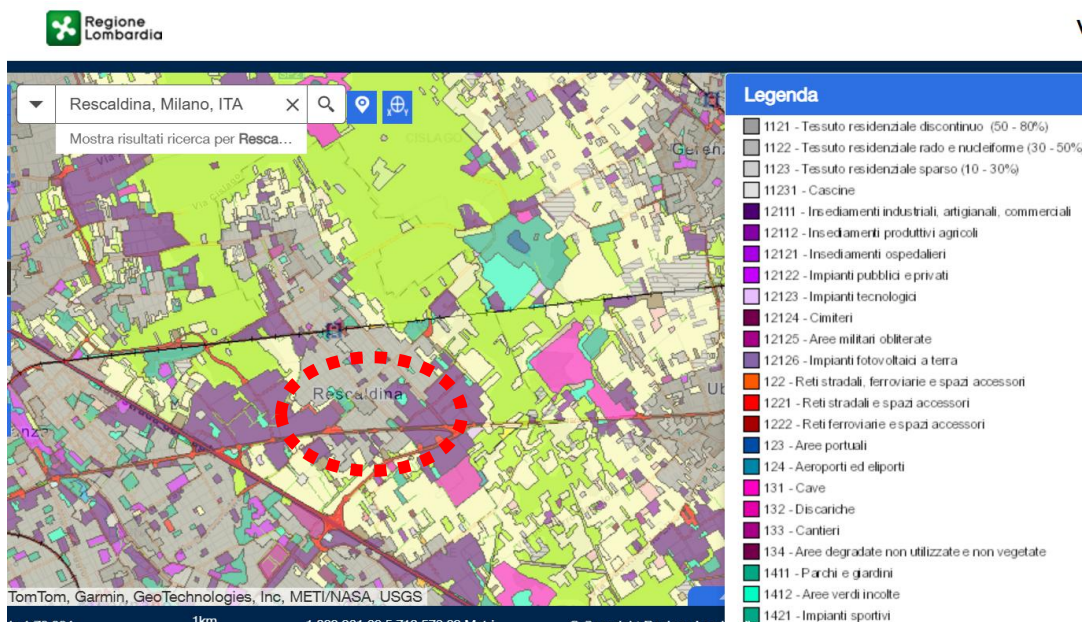 Regione
Lombardia
V
Rescaldina, Milano, ITA
Mostra risultati ricerca per Resca...
CISLAGO
Rescaldina
TomTom, Garmin, GeoTechnologies, Inc, METI/NASA, USGS
1km
Legenda
1121 - Tessuto residenziale discontinuo (50 - 80%)
1122 - Tessuto residenziale rado e nucleiforme (30 - 50%
1123 - Tessuto residenziale sparso (10 - 30%)
11231 - Cascine
12111 - Insediamenti industriali, artigianali, commerciali
12112 - Insediamenti produttivi agricoli
12121 - Insediamenti ospedalieri
12122 - Impianti pubblici e privati
12123 - Impianti tecnologici
12124 - Cimiteri
12125 - Aree militari obliterate
12126 - Impianti fotovoltaici a terra
122 - Reti stradali, ferroviarie e spazi accessori
1221 - Reti stradali e spazi accessori
1222 - Reti ferroviarie e spazi accessori
123 - Aree portuali
124 - Aeroporti ed eliporti
131 - Cave
132 - Discariche
133 - Cantieri
134 - Aree degradate non utilizzate e non vegetate
1411 - Parchi e giardini
1412 - Aree verdi incolte
1421 - Impianti sportivi